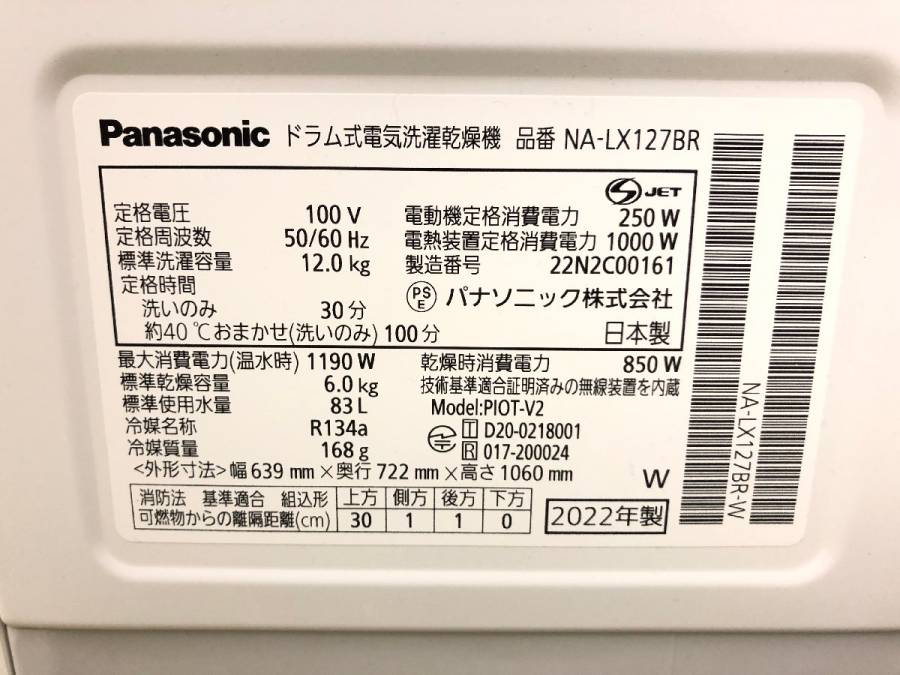 Panasonic ドラム式電気洗濯乾燥機 品番 NA-LX127BR
S JET
定格電圧 100 V 電動機定格消費電力 250 W
定格周波数 50/60 Hz 電熱装置定格消費電力 1000 W
標準洗濯容量 12.0 kg 製造番号 22N2C00161
定格時間
洗いのみ 30 分 PSE パナソニック株式会社
約40 ℃おまかせ(洗いのみ) 100 分 日本製
最大消費電力(温水時) 1190 W 乾燥時消費電力 850 W
標準乾燥容量 6.0 kg 技術基準適合証明済みの無線装置を内蔵
標準使用水量 83 L Model:PIOT-V2
冷媒名称 R134a T D20-0218001
冷媒質量 168 g R 017-200024
<外形寸法> 幅 639 mm × 奥行 722 mm × 高さ 1060 mm W
消防法 基準適合 組込形 上方 側方 後方 下方
可燃物からの離隔距離(cm) 30 1 1 0 2022年製
NA-LX127BR-W